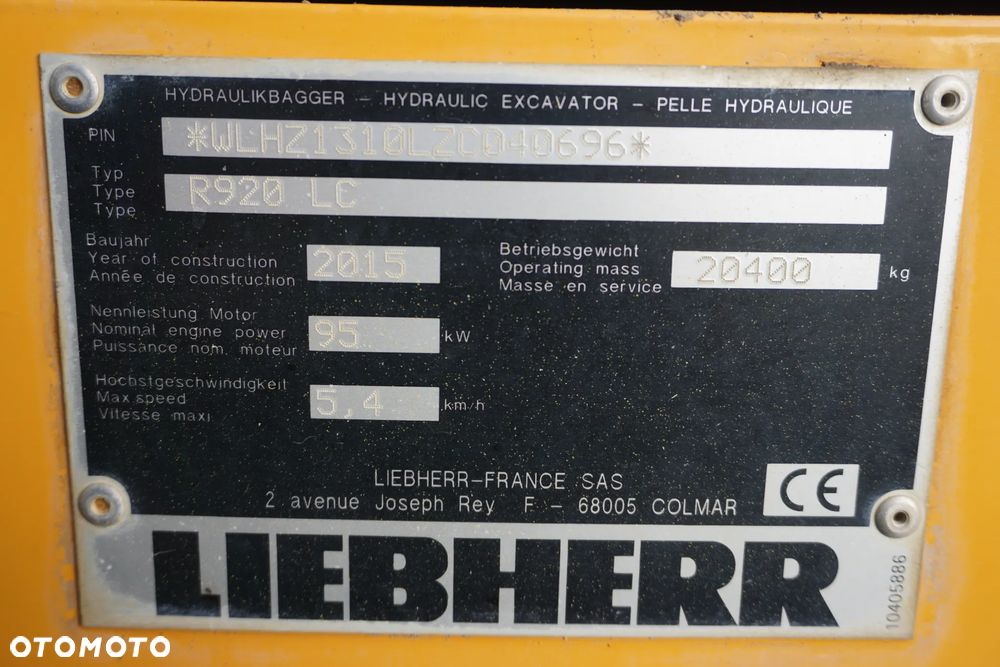 HYDRAULIKBAGGER – HYDRAULIC EXCAVATOR – PELLE HYDRAULIQUE
PIN *WLHZ1310LZC040696*
Typ
Type
Type
R920 LC
Baujahr
Year of construction
Année de construction
2015
Betriebsgewicht
Operating mass
Masse en service
20400 kg
Nennleistung Motor
Nominal engine power
Puissance nom. moteur
95 kW
Höchstgeschwindigkeit
Max speed
Vitesse maxi
5,4 km/h
LIEBHERR–FRANCE SAS
2 avenue Joseph Rey F – 68005 COLMAR
CE
LIEBHERR
10405886
OTOMOTO